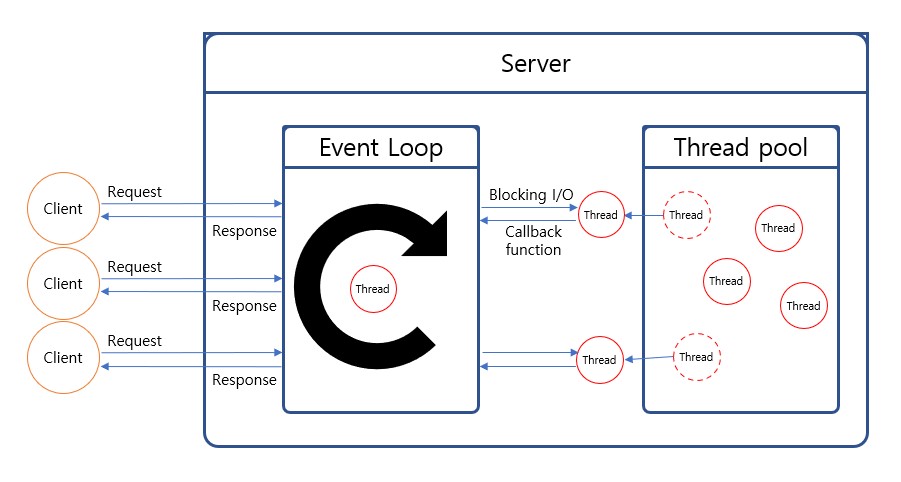 Server
Event Loop
Thread pool
Client
Request
Response
Client
Request
Response
Client
Request
Response
Thread
Blocking I/O
Callback
function
Thread
Thread
Thread
Thread
Thread
Thread
Thread